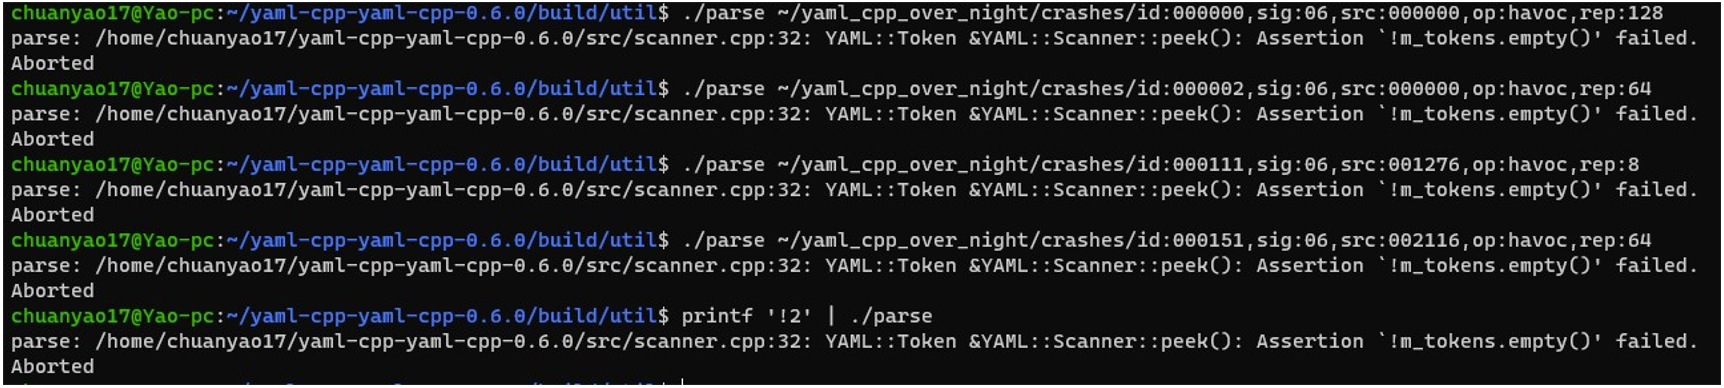 chuanyao17@Yao-pc:~/yaml-cpp-yaml-cpp-0.6.0/build/util$ ./parse ~/yaml_cpp_over_night/crashes/id:000000,sig:06,src:000000,op:havoc,rep:128
parse: /home/chuanyao17/yaml-cpp-yaml-cpp-0.6.0/src/scanner.cpp:32: YAML::Token &YAML::Scanner::peek(): Assertion `!m_tokens.empty()' failed.
Aborted
chuanyao17@Yao-pc:~/yaml-cpp-yaml-cpp-0.6.0/build/util$ ./parse ~/yaml_cpp_over_night/crashes/id:000002,sig:06,src:000000,op:havoc,rep:64
parse: /home/chuanyao17/yaml-cpp-yaml-cpp-0.6.0/src/scanner.cpp:32: YAML::Token &YAML::Scanner::peek(): Assertion `!m_tokens.empty()' failed.
Aborted
chuanyao17@Yao-pc:~/yaml-cpp-yaml-cpp-0.6.0/build/util$ ./parse ~/yaml_cpp_over_night/crashes/id:000111,sig:06,src:001276,op:havoc,rep:8
parse: /home/chuanyao17/yaml-cpp-yaml-cpp-0.6.0/src/scanner.cpp:32: YAML::Token &YAML::Scanner::peek(): Assertion `!m_tokens.empty()' failed.
Aborted
chuanyao17@Yao-pc:~/yaml-cpp-yaml-cpp-0.6.0/build/util$ ./parse ~/yaml_cpp_over_night/crashes/id:000151,sig:06,src:002116,op:havoc,rep:64
parse: /home/chuanyao17/yaml-cpp-yaml-cpp-0.6.0/src/scanner.cpp:32: YAML::Token &YAML::Scanner::peek(): Assertion `!m_tokens.empty()' failed.
Aborted
chuanyao17@Yao-pc:~/yaml-cpp-yaml-cpp-0.6.0/build/util$ printf '!2' | ./parse
parse: /home/chuanyao17/yaml-cpp-yaml-cpp-0.6.0/src/scanner.cpp:32: YAML::Token &YAML::Scanner::peek(): Assertion `!m_tokens.empty()' failed.
Aborted